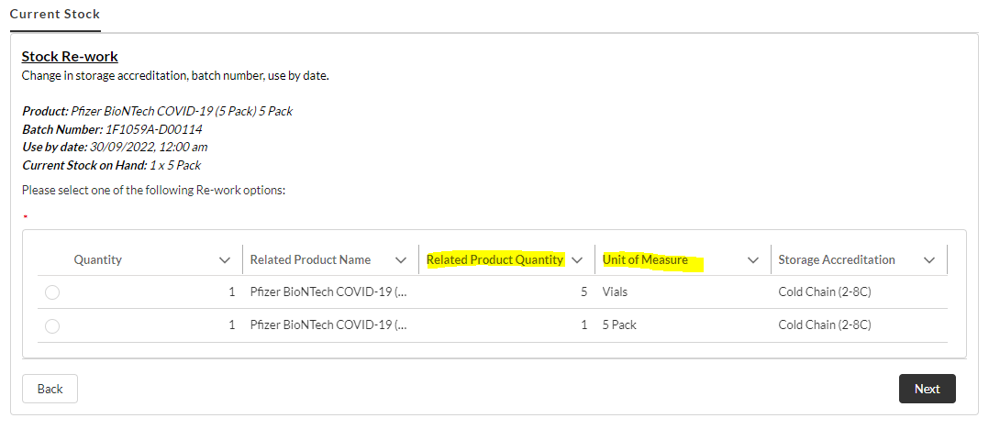 Current Stock
Stock Re-work
Change in storage accreditation, batch number, use by date.
Product: Pfizer BioNTech COVID-19 (5 Pack) 5 Pack
Batch Number: 1F1059A-D00114
Use by date: 30/09/2022, 12:00 am
Current Stock on Hand: 1 x 5 Pack
Please select one of the following Re-work options:
*
Quantity Related Product Name Related Product Quantity Unit of Measure Storage Accreditation
1 Pfizer BioNTech COVID-19 (... 5 Vials Cold Chain (2-8C)
1 Pfizer BioNTech COVID-19 (... 1 5 Pack Cold Chain (2-8C)
Back Next